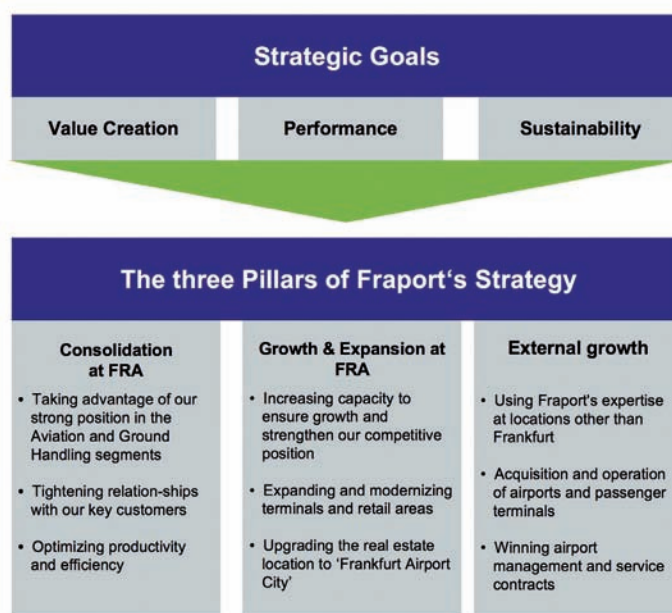 Strategic Goals
Value Creation
Performance
Sustainability
The three Pillars of Fraport‘s Strategy
Consolidation
at FRA
• Taking advantage of our
strong position in the
Aviation and Ground
Handling segments
• Tightening relation-ships
with our key customers
• Optimizing productivity
and efficiency
Growth & Expansion at
FRA
• Increasing capacity to
ensure growth and
strengthen our competitive
position
• Expanding and modernizing
terminals and retail areas
• Upgrading the real estate
location to ‘Frankfurt Airport
City’
External growth
• Using Fraport's expertise
at locations other than
Frankfurt
• Acquisition and operation
of airports and passenger
terminals
• Winning airport
management and service
contracts